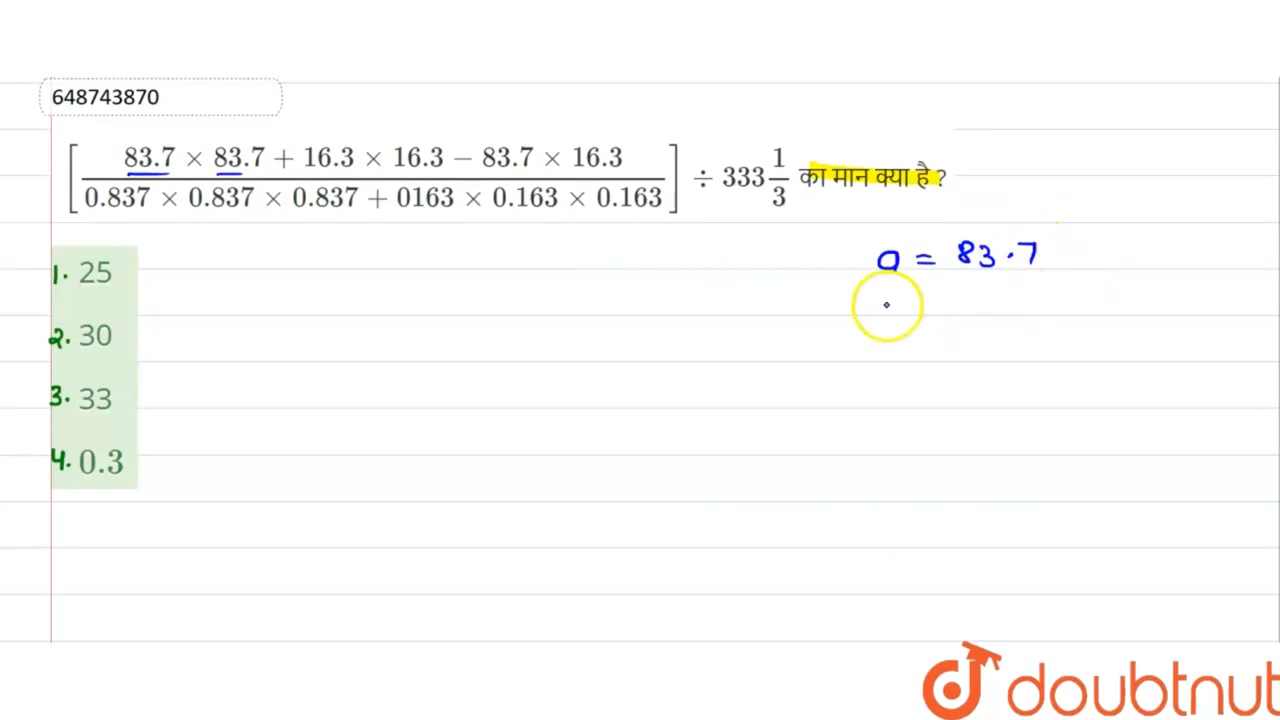 648743870
[ (83.7 × 83.7 + 16.3 × 16.3 − 83.7 × 16.3) / (0.837 × 0.837 × 0.837 + 0163 × 0.163 × 0.163) ] ÷ 333 1/3 का मान क्या है ?
a = 83.7
1. 25
2. 30
3. 33
4. 0.3
doubtnut